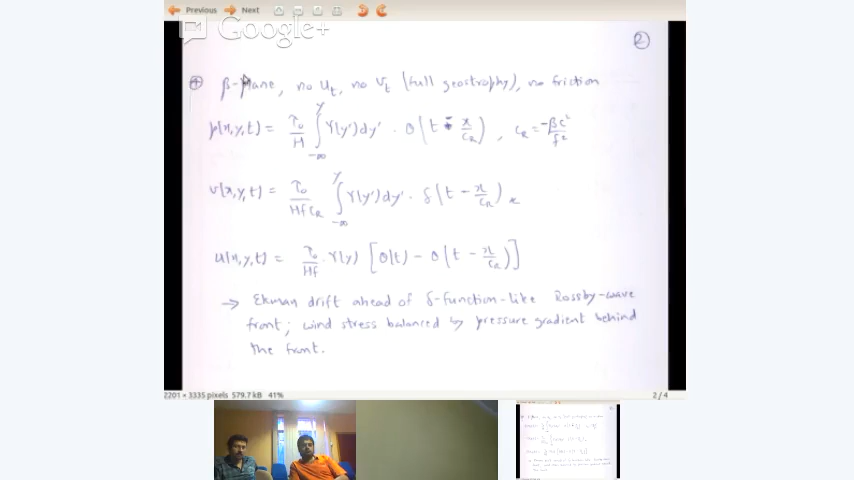 Previous Next
Google+
2
β-plane, no u_t, no v_t (full geostrophy), no friction
p(x,y,t) = τ₀/H ∫_{-∞}^{y} Y(y')dy' · θ(t - x/c_R), c_R = -βc²/f²
v(x,y,t) = τ₀/(Hfc_R) ∫_{-∞}^{y} Y(y')dy' · δ(t - x/c_R)
u(x,y,t) = τ₀/(Hf) · Y(y) [θ(t) - θ(t - x/c_R)]
→ Ekman drift ahead of δ-function-like Rossby-wave
front; wind stress balanced by pressure gradient behind
the front.
2201 × 3335 pixels 579.7 kB 41% 2 / 4